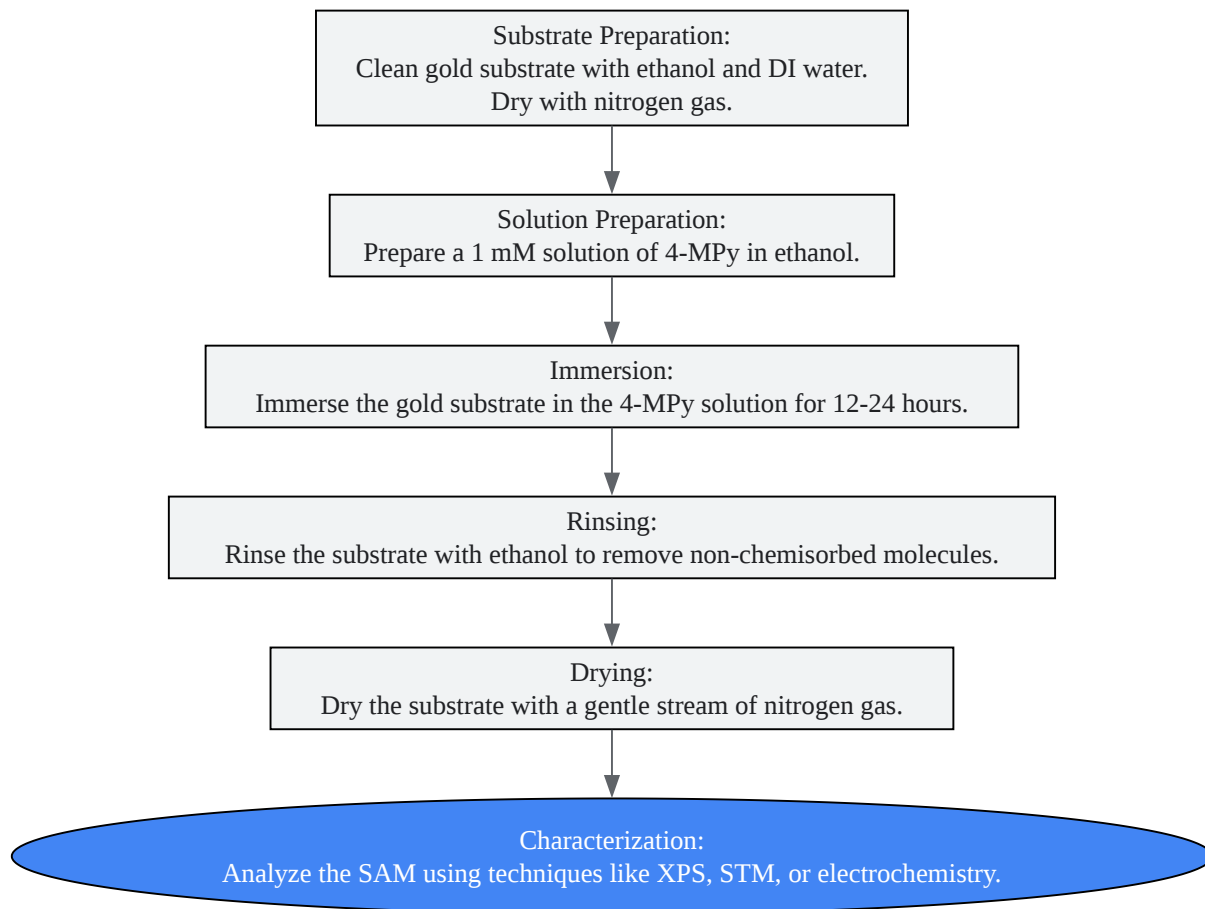 Substrate Preparation:
Clean gold substrate with ethanol and DI water.
Dry with nitrogen gas.
Solution Preparation:
Prepare a 1 mM solution of 4-MPy in ethanol.
Immersion:
Immerse the gold substrate in the 4-MPy solution for 12-24 hours.
Rinsing:
Rinse the substrate with ethanol to remove non-chemisorbed molecules.
Drying:
Dry the substrate with a gentle stream of nitrogen gas.
Characterization:
Analyze the SAM using techniques like XPS, STM, or electrochemistry.